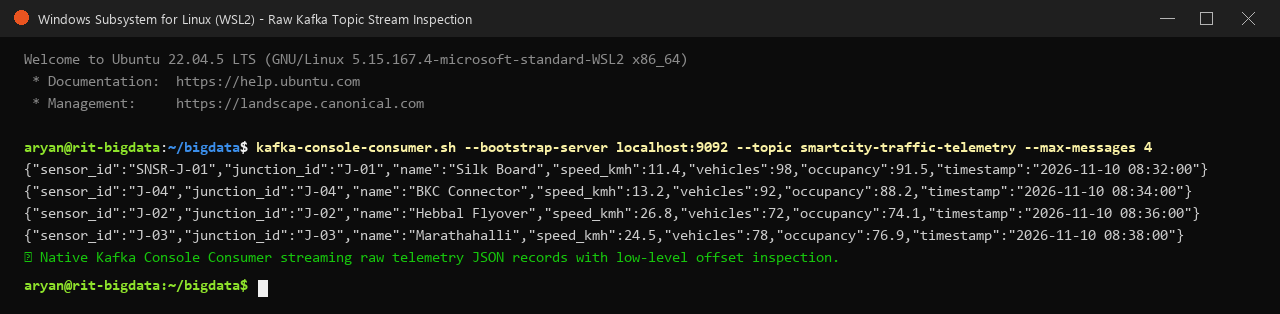 Windows Subsystem for Linux (WSL2) - Raw Kafka Topic Stream Inspection
Welcome to Ubuntu 22.04.5 LTS (GNU/Linux 5.15.167.4-microsoft-standard-WSL2 x86_64)
* Documentation:  https://help.ubuntu.com
* Management:     https://landscape.canonical.com
aryan@rit-bigdata:~/bigdata$ kafka-console-consumer.sh --bootstrap-server localhost:9092 --topic smartcity-traffic-telemetry --max-messages 4
{"sensor_id":"SNSR-J-01","junction_id":"J-01","name":"Silk Board","speed_kmh":11.4,"vehicles":98,"occupancy":91.5,"timestamp":"2026-11-10 08:32:00"}
{"sensor_id":"J-04","junction_id":"J-04","name":"BKC Connector","speed_kmh":13.2,"vehicles":92,"occupancy":88.2,"timestamp":"2026-11-10 08:34:00"}
{"sensor_id":"J-02","junction_id":"J-02","name":"Hebbal Flyover","speed_kmh":26.8,"vehicles":72,"occupancy":74.1,"timestamp":"2026-11-10 08:36:00"}
{"sensor_id":"J-03","junction_id":"J-03","name":"Marathahalli","speed_kmh":24.5,"vehicles":78,"occupancy":76.9,"timestamp":"2026-11-10 08:38:00"}
Native Kafka Console Consumer streaming raw telemetry JSON records with low-level offset inspection.
aryan@rit-bigdata:~/bigdata$